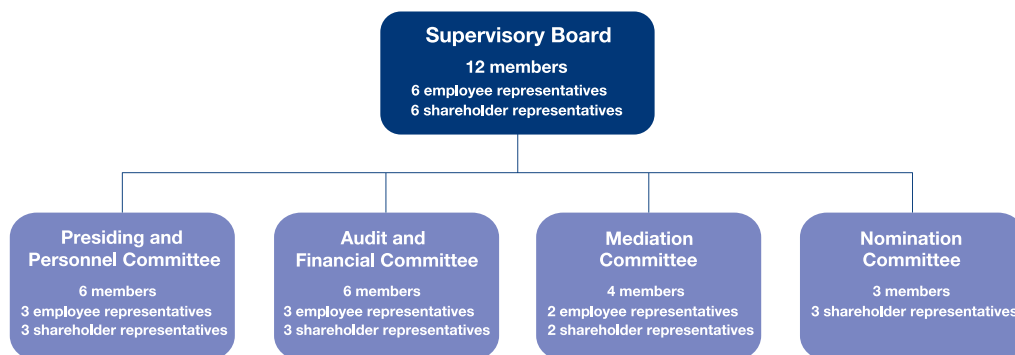 Supervisory Board
12 members
6 employee representatives
6 shareholder representatives
Presiding and
Personnel Committee
6 members
3 employee representatives
3 shareholder representatives
Audit and
Financial Committee
6 members
3 employee representatives
3 shareholder representatives
Mediation
Committee
4 members
2 employee representatives
2 shareholder representatives
Nomination
Committee
3 members
3 shareholder representatives